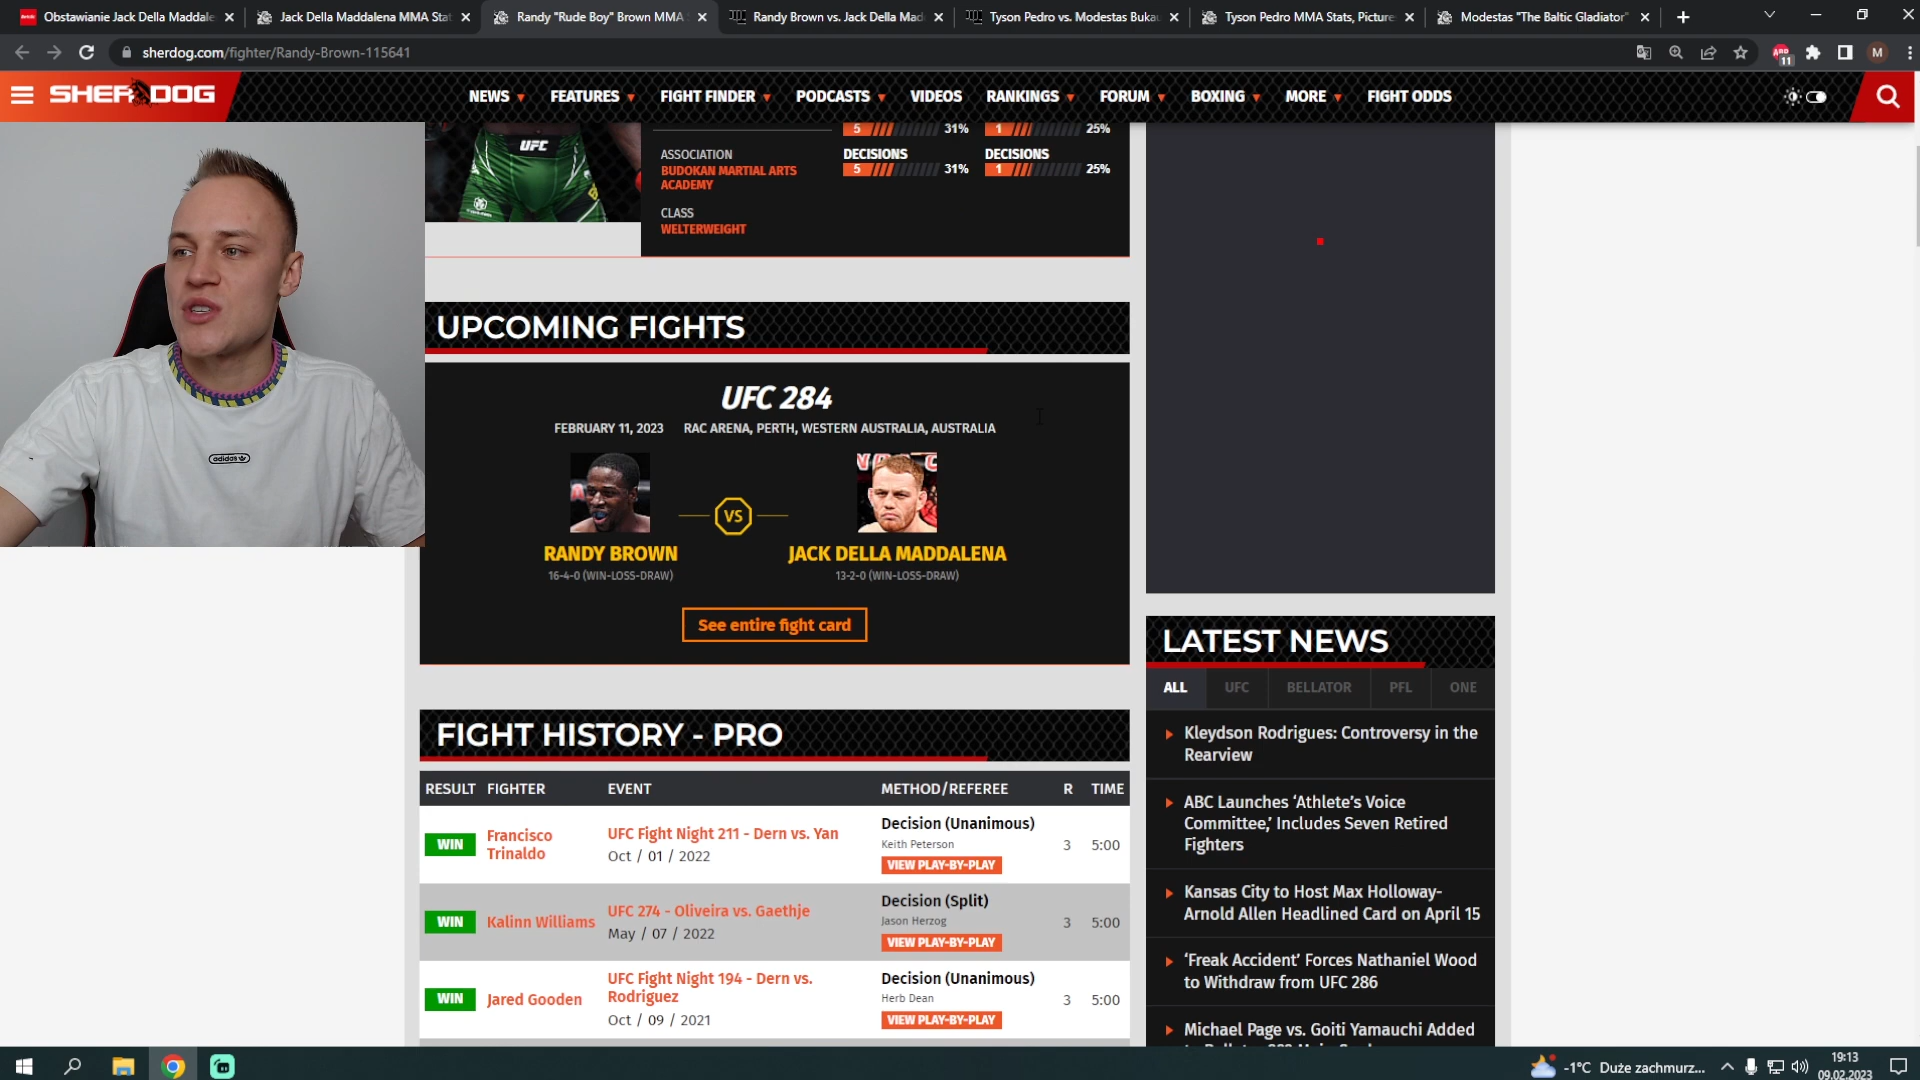 Obstawianie Jack Della Maddale
Jack Della Maddalena MMA Stat
Randy "Rude Boy" Brown MMA
Randy Brown vs. Jack Della Mad
Tyson Pedro vs. Modestas Buka
Tyson Pedro MMA Stats, Picture
Modestas "The Baltic Gladiator"
sherdog.com/fighter/Randy-Brown-115641
11
M
SHERDOG
NEWS
FEATURES
FIGHT FINDER
PODCASTS
VIDEOS
RANKINGS
FORUM
BOXING
MORE
FIGHT ODDS
UFC
ASSOCIATION
BUDOKAN MARTIAL ARTS
ACADEMY
CLASS
WELTERWEIGHT
5 31%
1 25%
DECISIONS
DECISIONS
5 31%
1 25%
UPCOMING FIGHTS
UFC 284
FEBRUARY 11, 2023 RAC ARENA, PERTH, WESTERN AUSTRALIA, AUSTRALIA
VS
RANDY BROWN
JACK DELLA MADDALENA
16-4-0 (WIN-LOSS-DRAW)
13-2-0 (WIN-LOSS-DRAW)
See entire fight card
adidas
FIGHT HISTORY - PRO
RESULT FIGHTER EVENT METHOD/REFEREE R TIME
WIN
Francisco
Trinaldo
UFC Fight Night 211 - Dern vs. Yan
Oct / 01 / 2022
Decision (Unanimous)
Keith Peterson
VIEW PLAY-BY-PLAY
3 5:00
WIN
Kalinn Williams
UFC 274 - Oliveira vs. Gaethje
May / 07 / 2022
Decision (Split)
Jason Herzog
VIEW PLAY-BY-PLAY
3 5:00
WIN
Jared Gooden
UFC Fight Night 194 - Dern vs.
Rodriguez
Oct / 09 / 2021
Decision (Unanimous)
Herb Dean
VIEW PLAY-BY-PLAY
3 5:00
LATEST NEWS
ALL UFC BELLATOR PFL ONE
Kleydson Rodrigues: Controversy in the
Rearview
ABC Launches ‘Athlete’s Voice
Committee,’ Includes Seven Retired
Fighters
Kansas City to Host Max Holloway-
Arnold Allen Headlined Card on April 15
‘Freak Accident’ Forces Nathaniel Wood
to Withdraw from UFC 286
Michael Page vs. Goiti Yamauchi Added
-1°C Duże zachmurz...
19:13
09.02.2023